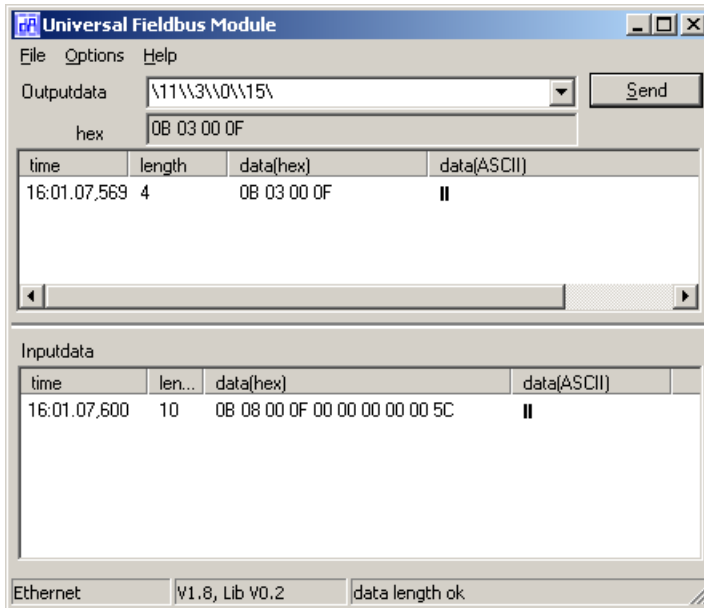 Universal Fieldbus Module
File Options Help
Outputdata \11\\3\\0\\15\ Send
hex 0B 03 00 0F
time length data(hex) data(ASCII)
16:01.07,569 4 0B 03 00 0F
Inputdata
time len... data(hex) data(ASCII)
16:01.07,600 10 0B 08 00 0F 00 00 00 00 00 5C
Ethernet V1.8, Lib V0.2 data length ok